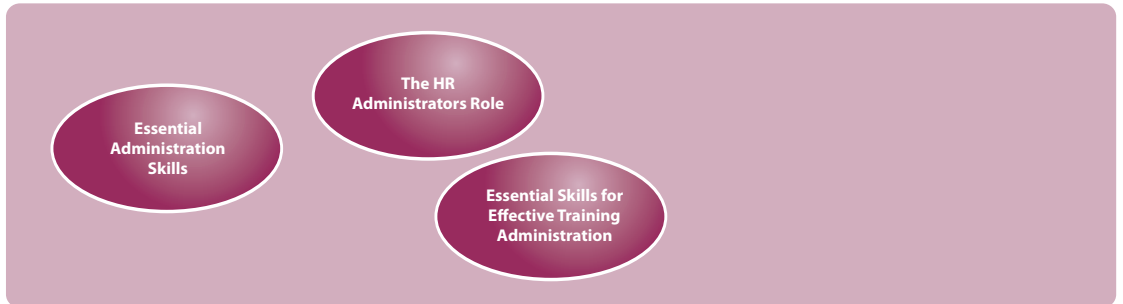 Essential
Administration
Skills
The HR
Administrators Role
Essential Skills for
Effective Training
Administration